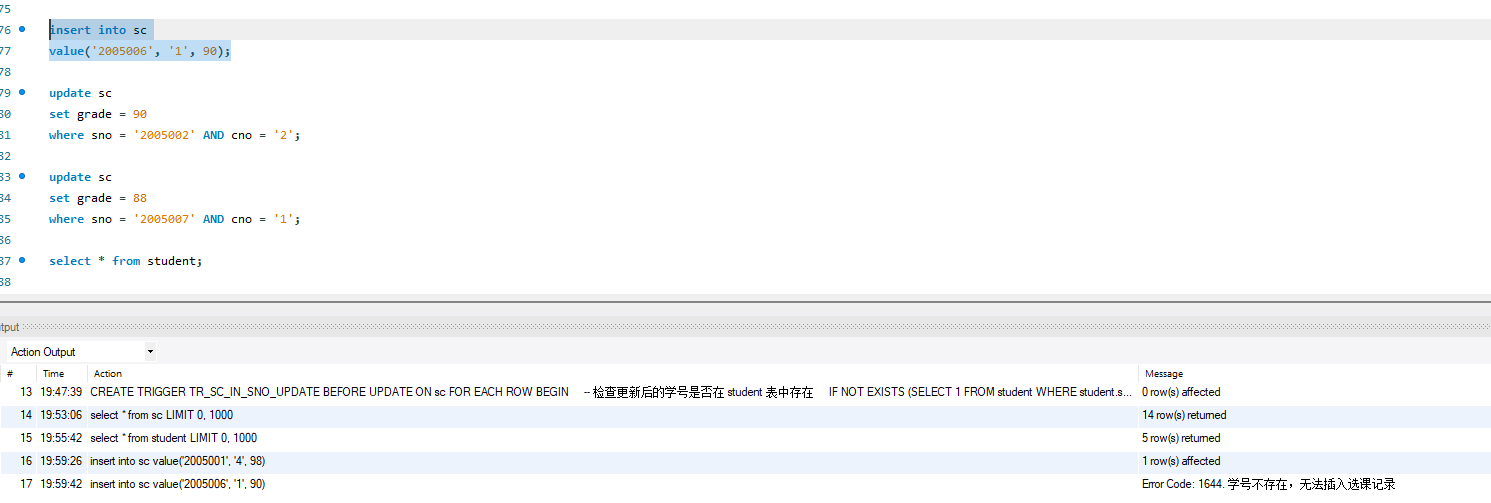 75
76 insert into sc
77 value('2005006', '1', 90);
78
79 update sc
80 set grade = 90
81 where sno = '2005002' AND cno = '2';
82
83 update sc
84 set grade = 88
85 where sno = '2005007' AND cno = '1';
86
87 select * from student;
88
utput
Action Output
# Time Action Message
13 19:47:39 CREATE TRIGGER TR_SC_IN_SNO_UPDATE BEFORE UPDATE ON sc FOR EACH ROW BEGIN -- 检查更新后的学号是否在 student 表中存在 IF NOT EXISTS (SELECT 1 FROM student WHERE student.s... 0 row(s) affected
14 19:53:06 select * from sc LIMIT 0, 1000 14 row(s) returned
15 19:55:42 select * from student LIMIT 0, 1000 5 row(s) returned
16 19:59:26 insert into sc value('2005001', '4', 98) 1 row(s) affected
17 19:59:42 insert into sc value('2005006', '1', 90) Error Code: 1644. 学号不存在，无法插入选课记录